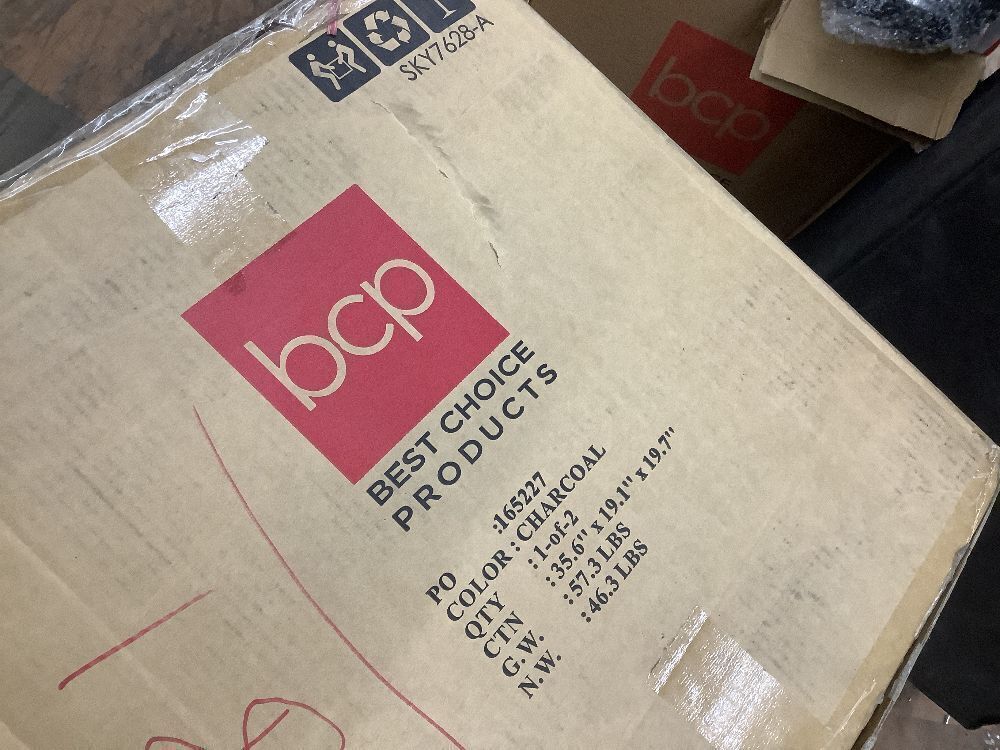 SKY7628-A
bcp
bcp
BEST CHOICE
PRODUCTS
PO :165227
COLOR : CHARCOAL
QTY : 1-of-2
CTN : 35.6" x 19.1" x 19.7"
G.W. : 57.3 LBS
N.W. : 46.3 LBS